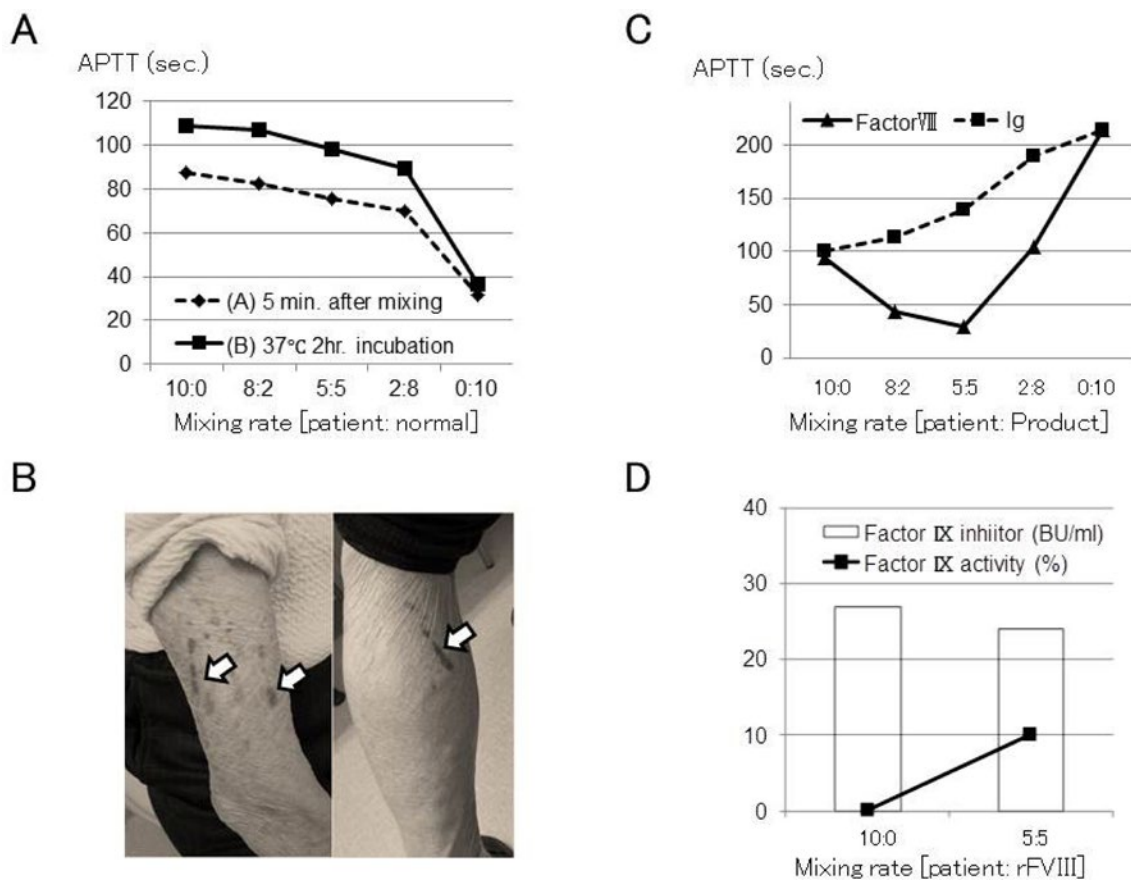 A
APTT (sec.)
120
100
80
60
40
20
0
(A) 5 min. after mixing
(B) 37℃ 2hr. incubation
10:0 8:2 5:5 2:8 0:10
Mixing rate [patient: normal]
B
C
APTT (sec.)
FactorⅧ Ig
200
150
100
50
0
10:0 8:2 5:5 2:8 0:10
Mixing rate [patient: Product]
D
40
30
20
10
0
Factor Ⅸ inhiitor (BU/ml)
Factor Ⅸ activity (%)
10:0 5:5
Mixing rate [patient: rFVIII]